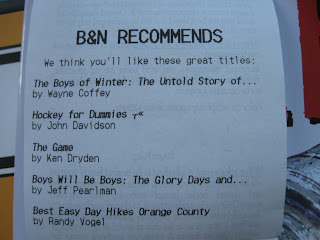 B&N RECOMMENDS
We think you'll like these great titles:
The Boys of Winter: The Untold Story of...
by Wayne Coffey
Hockey for Dummies
by John Davidson
The Game
by Ken Dryden
Boys Will Be Boys: The Glory Days and...
by Jeff Pearlman
Best Easy Day Hikes Orange County
by Randy Vogel